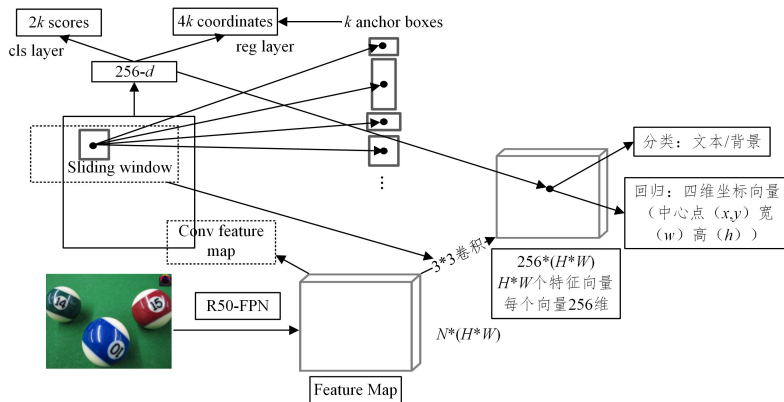 2k scores
4k coordinates
k anchor boxes
cls layer
reg layer
256-d
Sliding window
⋮
分类：文本/背景
回归：四维坐标向量
（中心点（x,y）宽
（w）高（h））
Conv feature
map
3*3卷积
256*(H*W)
H*W个特征向量
每个向量256维
14
15
10
R50-FPN
N*(H*W)
Feature Map